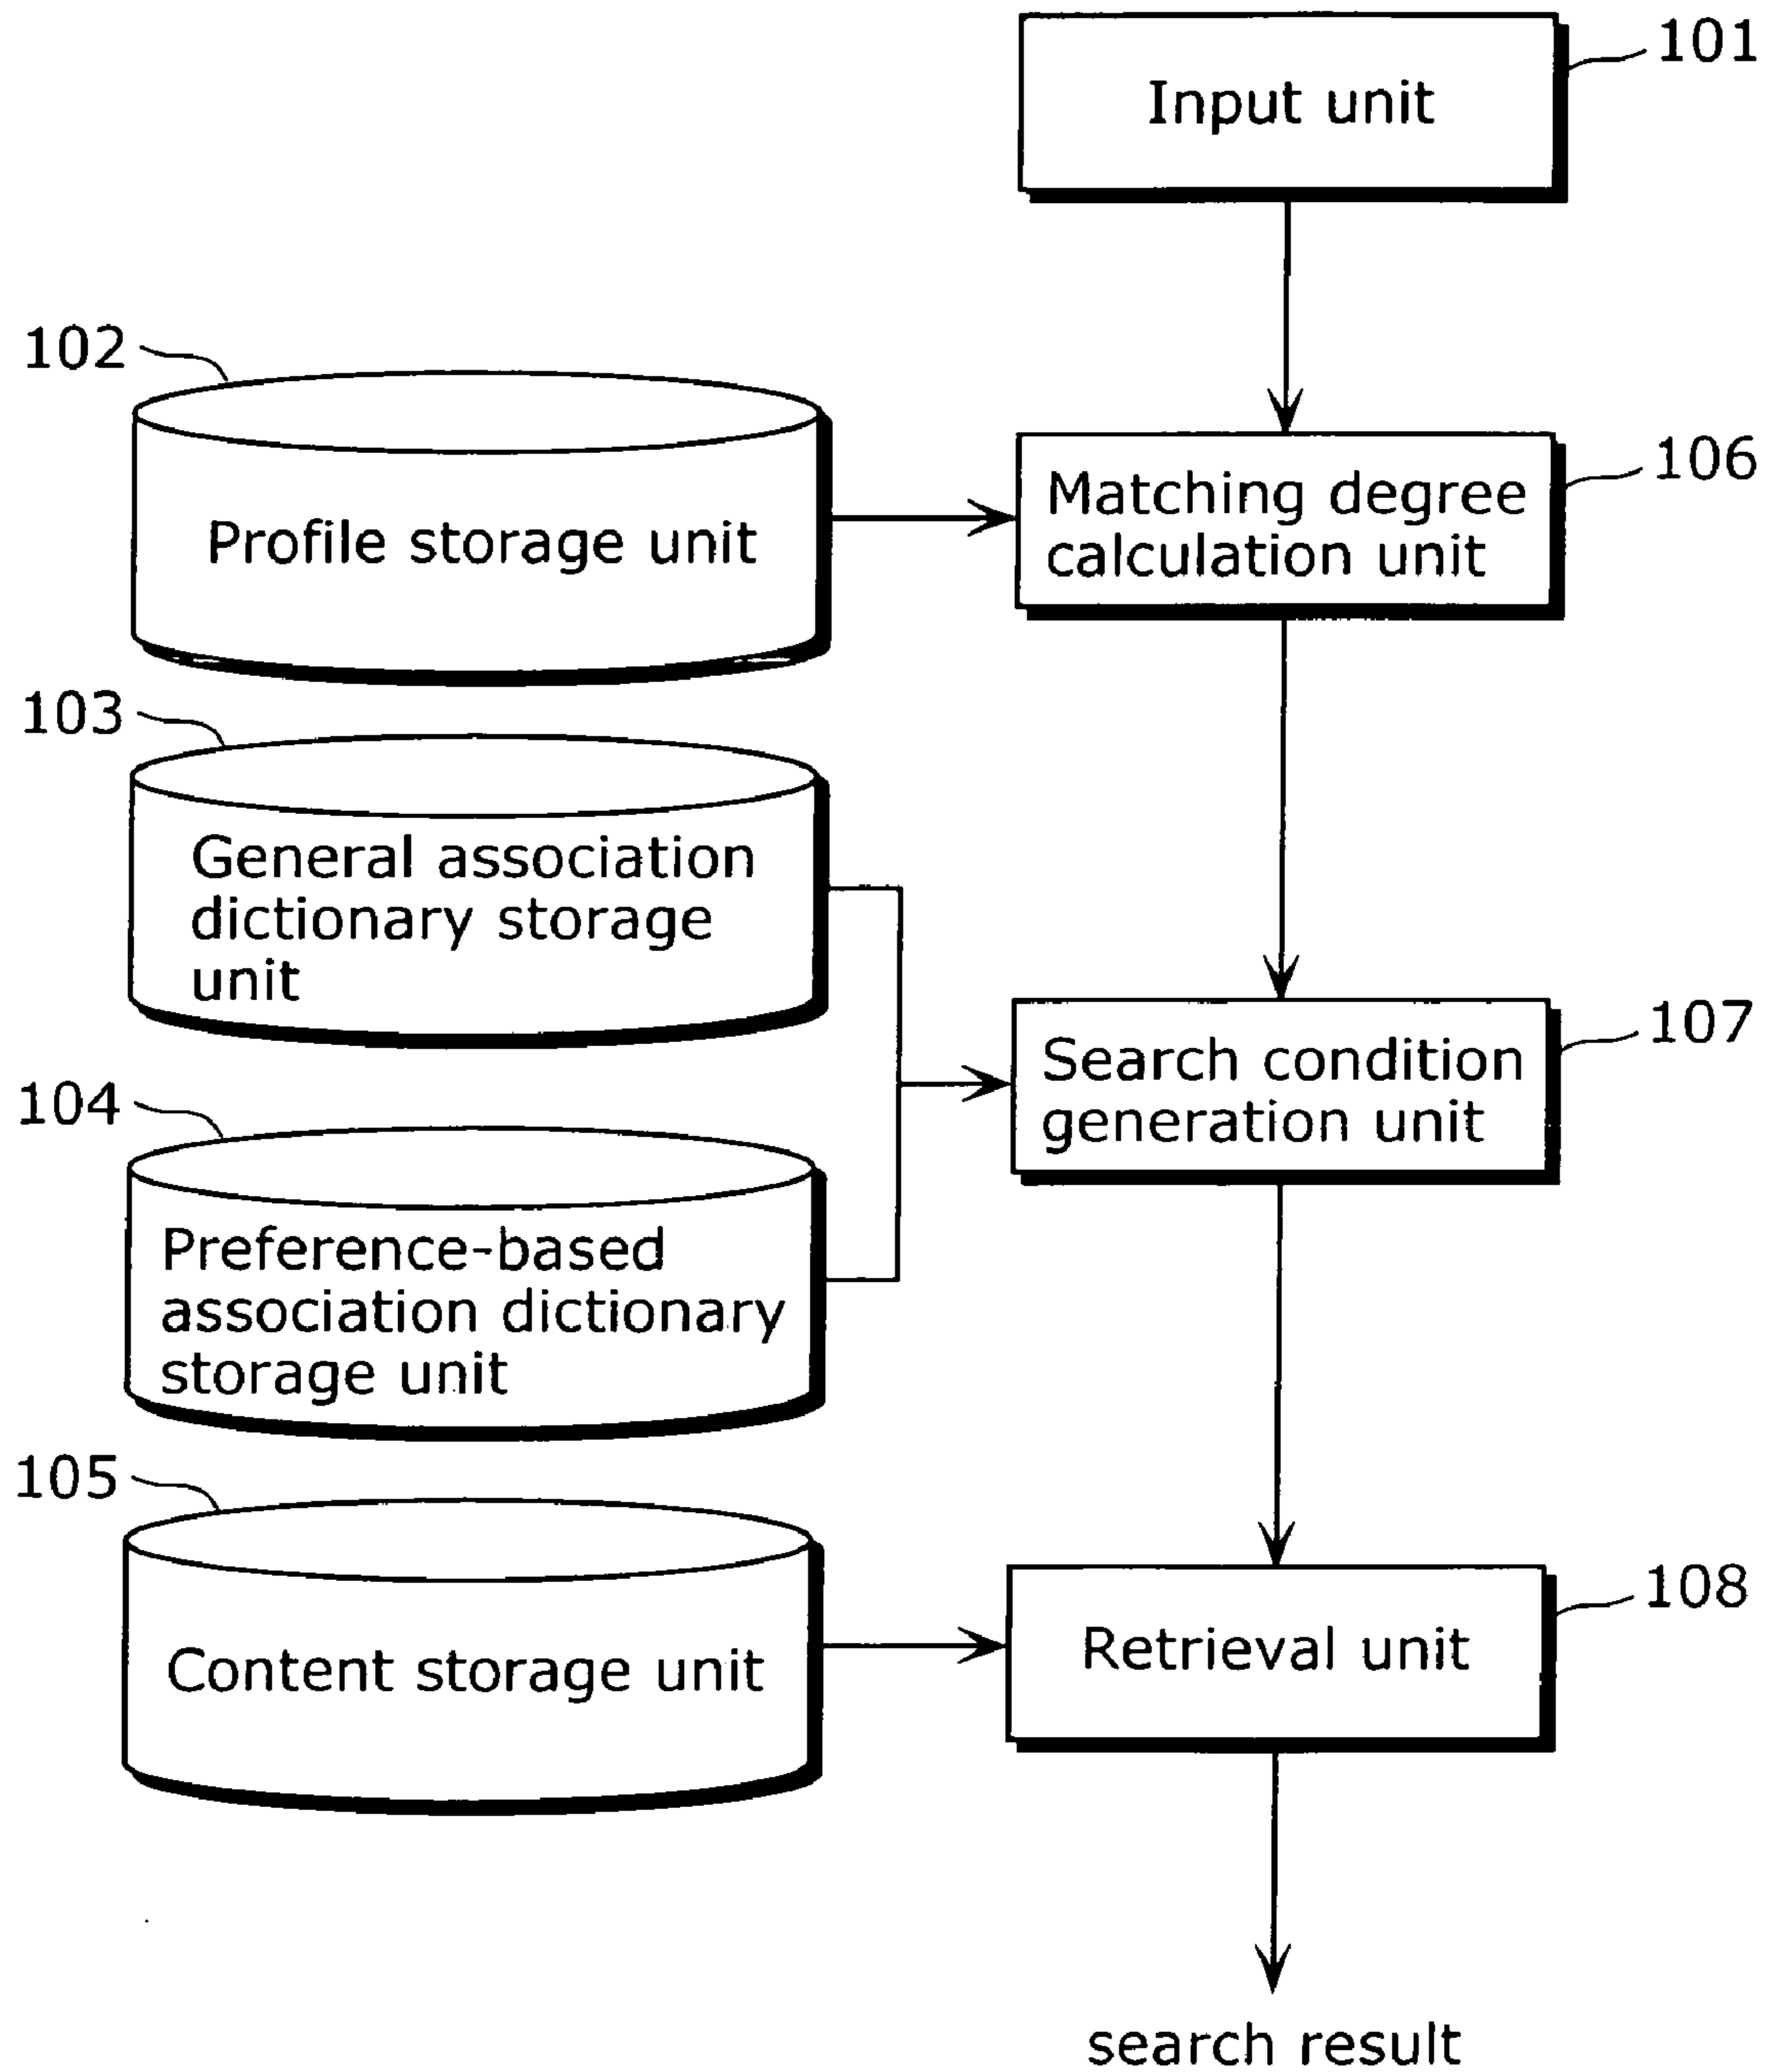 101
Input unit
102
Profile storage unit
106
Matching degree
calculation unit
103
General association
dictionary storage
unit
107
Search condition
generation unit
104
Preference-based
association dictionary
storage unit
105
Content storage unit
108
Retrieval unit
search result